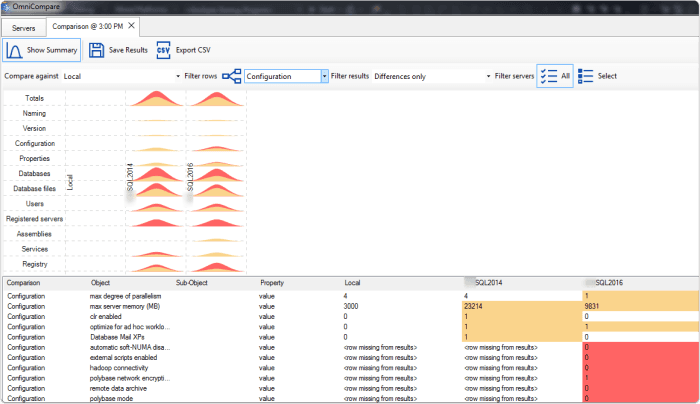 OmniCompare
Servers Comparison @ 3:00 PM
Show Summary Save Results CSV Export CSV
Compare against Local Filter rows Configuration Filter results Differences only Filter servers All Select
Totals
Naming
Version
Configuration
Properties
Databases
Database files
Users
Registered servers
Assemblies
Services
Registry
Local
SQL2014
SQL2016
Comparison Object Sub-Object Property Local SQL2014 SQL2016
Configuration max degree of parallelism value 4 4 1
Configuration max server memory (MB) value 3000 23214 9831
Configuration clr enabled value 0 1 0
Configuration optimize for ad hoc worklo... value 0 1 1
Configuration Database Mail XPs value 0 1 0
Configuration automatic soft-NUMA disa... value <row missing from results> <row missing from results> 0
Configuration external scripts enabled value <row missing from results> <row missing from results> 0
Configuration hadoop connectivity value <row missing from results> <row missing from results> 0
Configuration polybase network encrypti... value <row missing from results> <row missing from results> 1
Configuration remote data archive value <row missing from results> <row missing from results> 0
Configuration polybase mode value <row missing from results> <row missing from results> 0